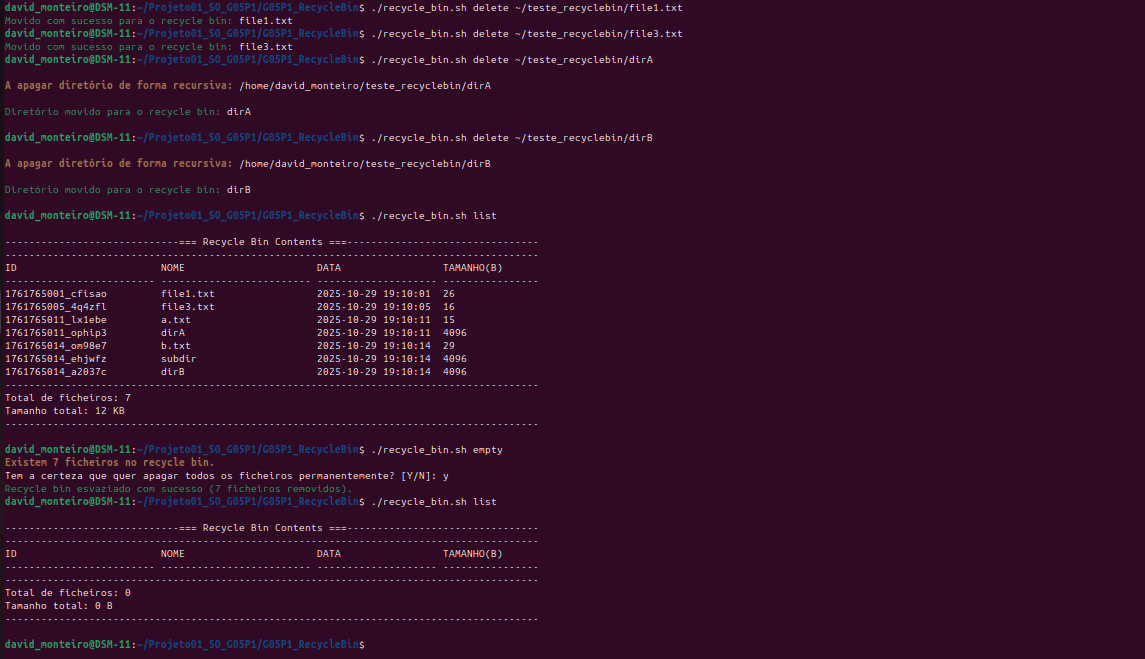 david_monteiro@DSM-11:~/Projeto01_SO_G05P1/G05P1_RecycleBin$ ./recycle_bin.sh delete ~/teste_recyclebin/file1.txt
Movido com sucesso para o recycle bin: file1.txt
david_monteiro@DSM-11:~/Projeto01_SO_G05P1/G05P1_RecycleBin$ ./recycle_bin.sh delete ~/teste_recyclebin/file3.txt
Movido com sucesso para o recycle bin: file3.txt
david_monteiro@DSM-11:~/Projeto01_SO_G05P1/G05P1_RecycleBin$ ./recycle_bin.sh delete ~/teste_recyclebin/dirA
A apagar diretório de forma recursiva: /home/david_monteiro/teste_recyclebin/dirA
Diretório movido para o recycle bin: dirA
david_monteiro@DSM-11:~/Projeto01_SO_G05P1/G05P1_RecycleBin$ ./recycle_bin.sh delete ~/teste_recyclebin/dirB
A apagar diretório de forma recursiva: /home/david_monteiro/teste_recyclebin/dirB
Diretório movido para o recycle bin: dirB
david_monteiro@DSM-11:~/Projeto01_SO_G05P1/G05P1_RecycleBin$ ./recycle_bin.sh list
-----------------------------=== Recycle Bin Contents ===--------------------------------
-----------------------------------------------------------------------------------------
ID NOME DATA TAMANHO(B)
------------------------- ------------------------- -------------------- ----------------
1761765001_cfisao file1.txt 2025-10-29 19:10:01 26
1761765005_4q4zfl file3.txt 2025-10-29 19:10:05 16
1761765011_lx1ebe a.txt 2025-10-29 19:10:11 15
1761765011_ophip3 dirA 2025-10-29 19:10:11 4096
1761765014_om98e7 b.txt 2025-10-29 19:10:14 29
1761765014_ehjwfz subdir 2025-10-29 19:10:14 4096
1761765014_a2037c dirB 2025-10-29 19:10:14 4096
-----------------------------------------------------------------------------------------
Total de ficheiros: 7
Tamanho total: 12 KB
-----------------------------------------------------------------------------------------
david_monteiro@DSM-11:~/Projeto01_SO_G05P1/G05P1_RecycleBin$ ./recycle_bin.sh empty
Existem 7 ficheiros no recycle bin.
Tem a certeza que quer apagar todos os ficheiros permanentemente? [Y/N]: y
Recycle bin esvaziado com sucesso (7 ficheiros removidos).
david_monteiro@DSM-11:~/Projeto01_SO_G05P1/G05P1_RecycleBin$ ./recycle_bin.sh list
-----------------------------=== Recycle Bin Contents ===--------------------------------
-----------------------------------------------------------------------------------------
ID NOME DATA TAMANHO(B)
------------------------- ------------------------- -------------------- ----------------
-----------------------------------------------------------------------------------------
Total de ficheiros: 0
Tamanho total: 0 B
-----------------------------------------------------------------------------------------
david_monteiro@DSM-11:~/Projeto01_SO_G05P1/G05P1_RecycleBin$